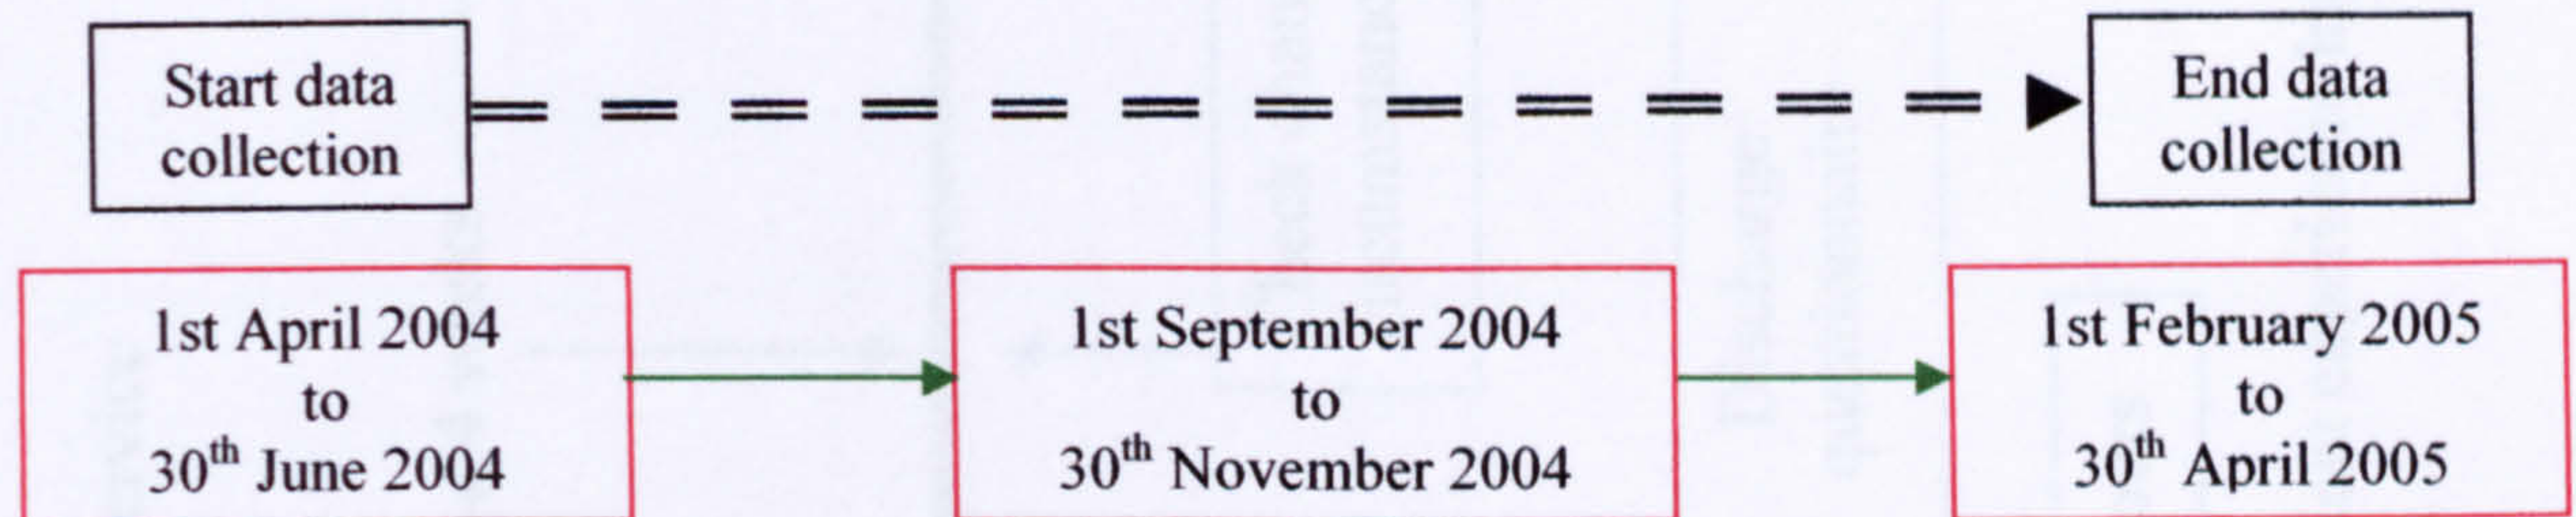 Start data
collection
End data
collection
1st April 2004
to
30th June 2004
1st September 2004
to
30th November 2004
1st February 2005
to
30th April 2005